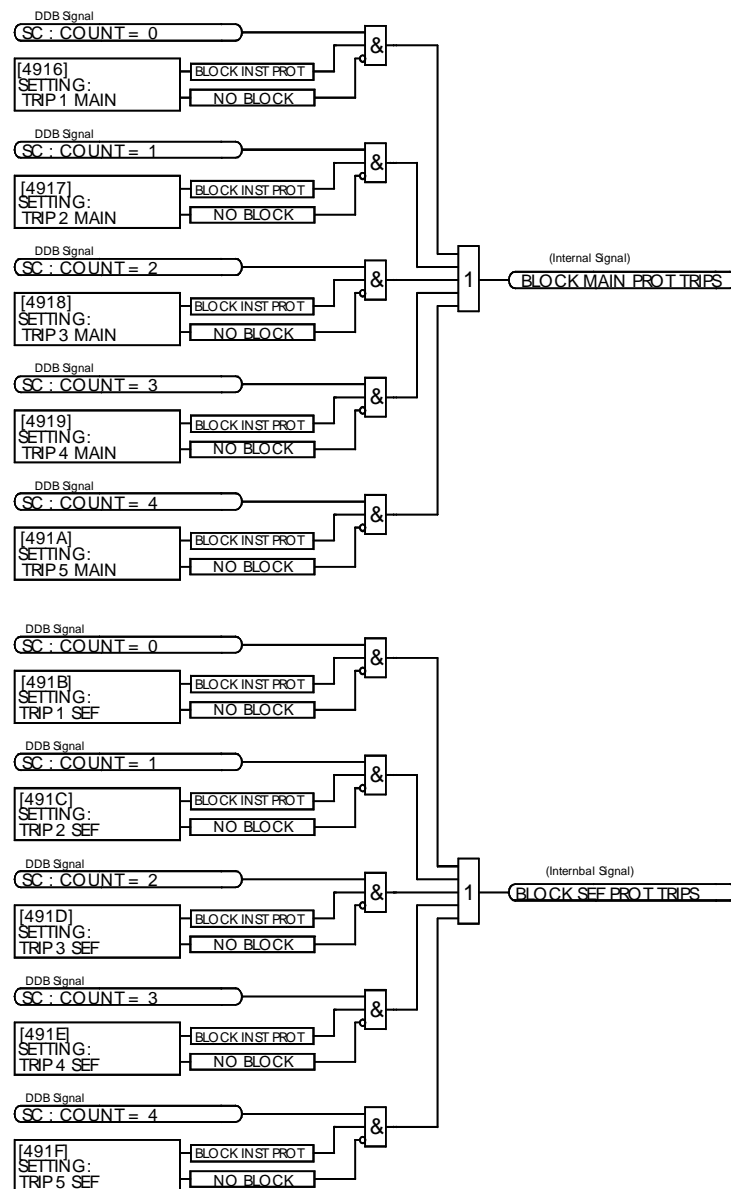 DDB Signal
SC : COUNT = 0
&
[4916]
SETTING:
TRIP 1 MAIN
BLOCK INST PROT
NO BLOCK
DDB Signal
SC : COUNT = 1
&
[4917]
SETTING:
TRIP 2 MAIN
BLOCK INST PROT
NO BLOCK
DDB Signal
SC : COUNT = 2
&
[4918]
SETTING:
TRIP 3 MAIN
BLOCK INST PROT
NO BLOCK
1
(Internal Signal)
BLOCK MAIN PROT TRIPS
DDB Signal
SC : COUNT = 3
&
[4919]
SETTING:
TRIP 4 MAIN
BLOCK INST PROT
NO BLOCK
DDB Signal
SC : COUNT = 4
&
[491A]
SETTING:
TRIP 5 MAIN
BLOCK INST PROT
NO BLOCK
DDB Signal
SC : COUNT = 0
&
[491B]
SETTING:
TRIP 1 SEF
BLOCK INST PROT
NO BLOCK
DDB Signal
SC : COUNT = 1
&
[491C]
SETTING:
TRIP 2 SEF
BLOCK INST PROT
NO BLOCK
DDB Signal
SC : COUNT = 2
&
[491D]
SETTING:
TRIP 3 SEF
BLOCK INST PROT
NO BLOCK
1
(Internbal Signal)
BLOCK SEF PROT TRIPS
DDB Signal
SC : COUNT = 3
&
[491E]
SETTING:
TRIP 4 SEF
BLOCK INST PROT
NO BLOCK
DDB Signal
SC : COUNT = 4
&
[491F]
SETTING:
TRIP 5 SEF
BLOCK INST PROT
NO BLOCK